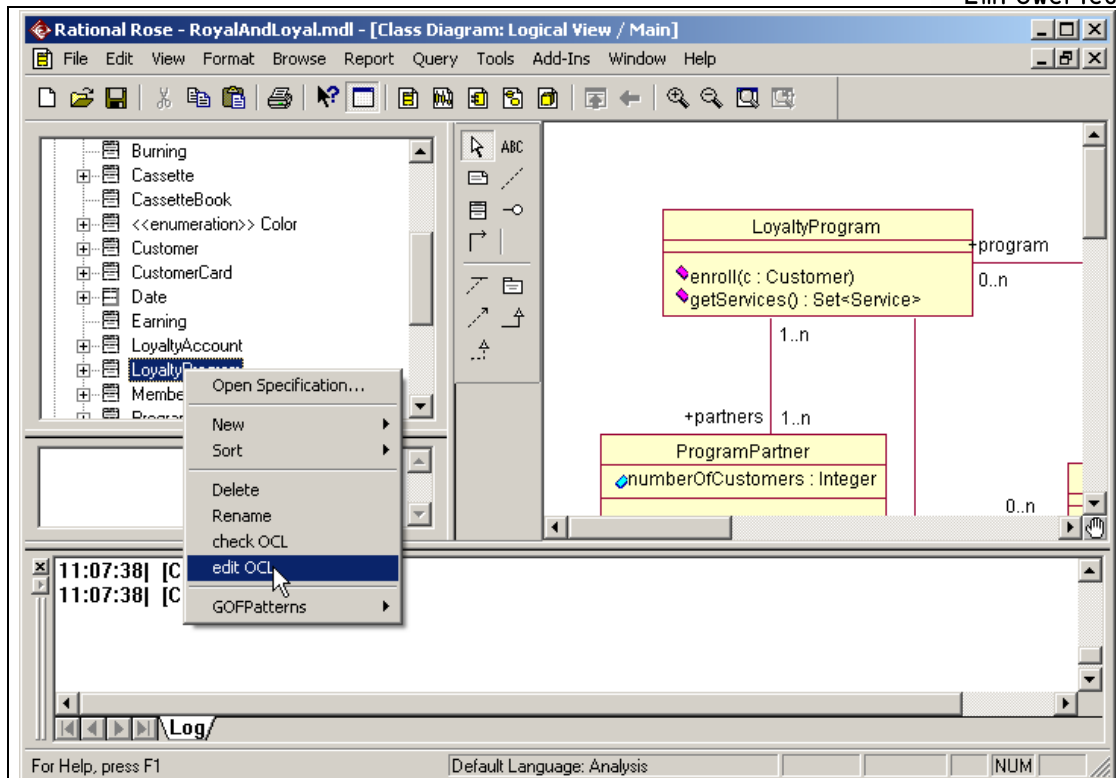 Rational Rose - RoyalAndLoyal.mdl - [Class Diagram: Logical View / Main]
File Edit View Format Browse Report Query Tools Add-Ins Window Help
ABC
Burning
Cassette
CassetteBook
<<enumeration>> Color
Customer
CustomerCard
Date
Earning
LoyaltyAccount
LoyaltyProgram
Membe
Open Specification...
New
Sort
Delete
Rename
check OCL
edit OCL
GOFPatterns
LoyaltyProgram
enroll(c : Customer)
getServices() : Set<Service>
+program
0..n
1..n
+partners 1..n
ProgramPartner
numberOfCustomers : Integer
0..n
11:07:38| [C
11:07:38| [C
Log
For Help, press F1 Default Language: Analysis NUM